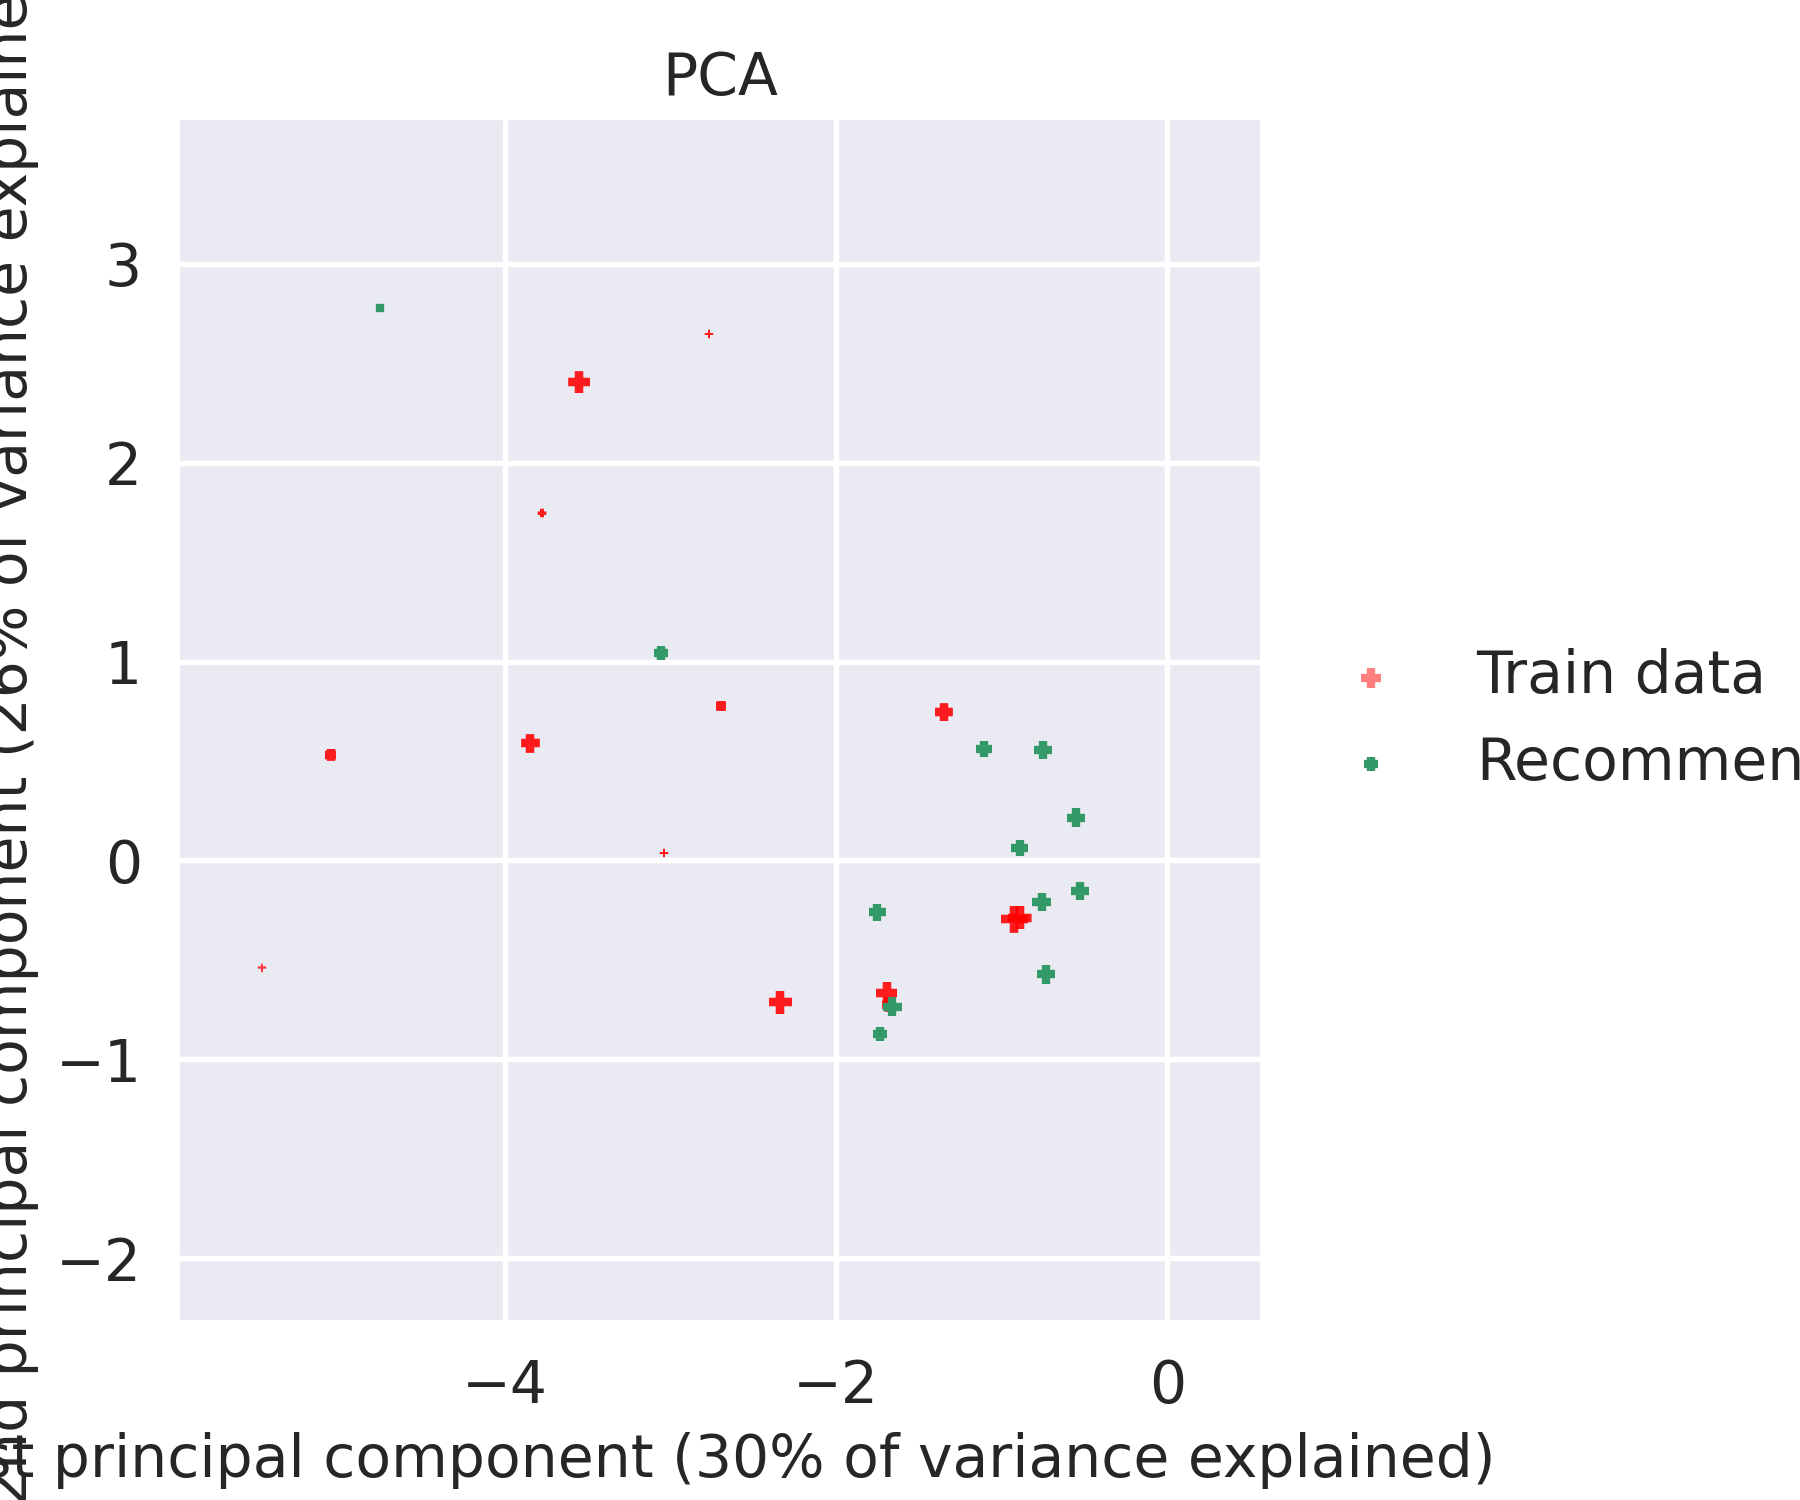 PCA
3
2
1
0
−1
−2
−4
−2
0
principal component (26% of variance
principal component (30% of variance explained)
Train data
Recommen